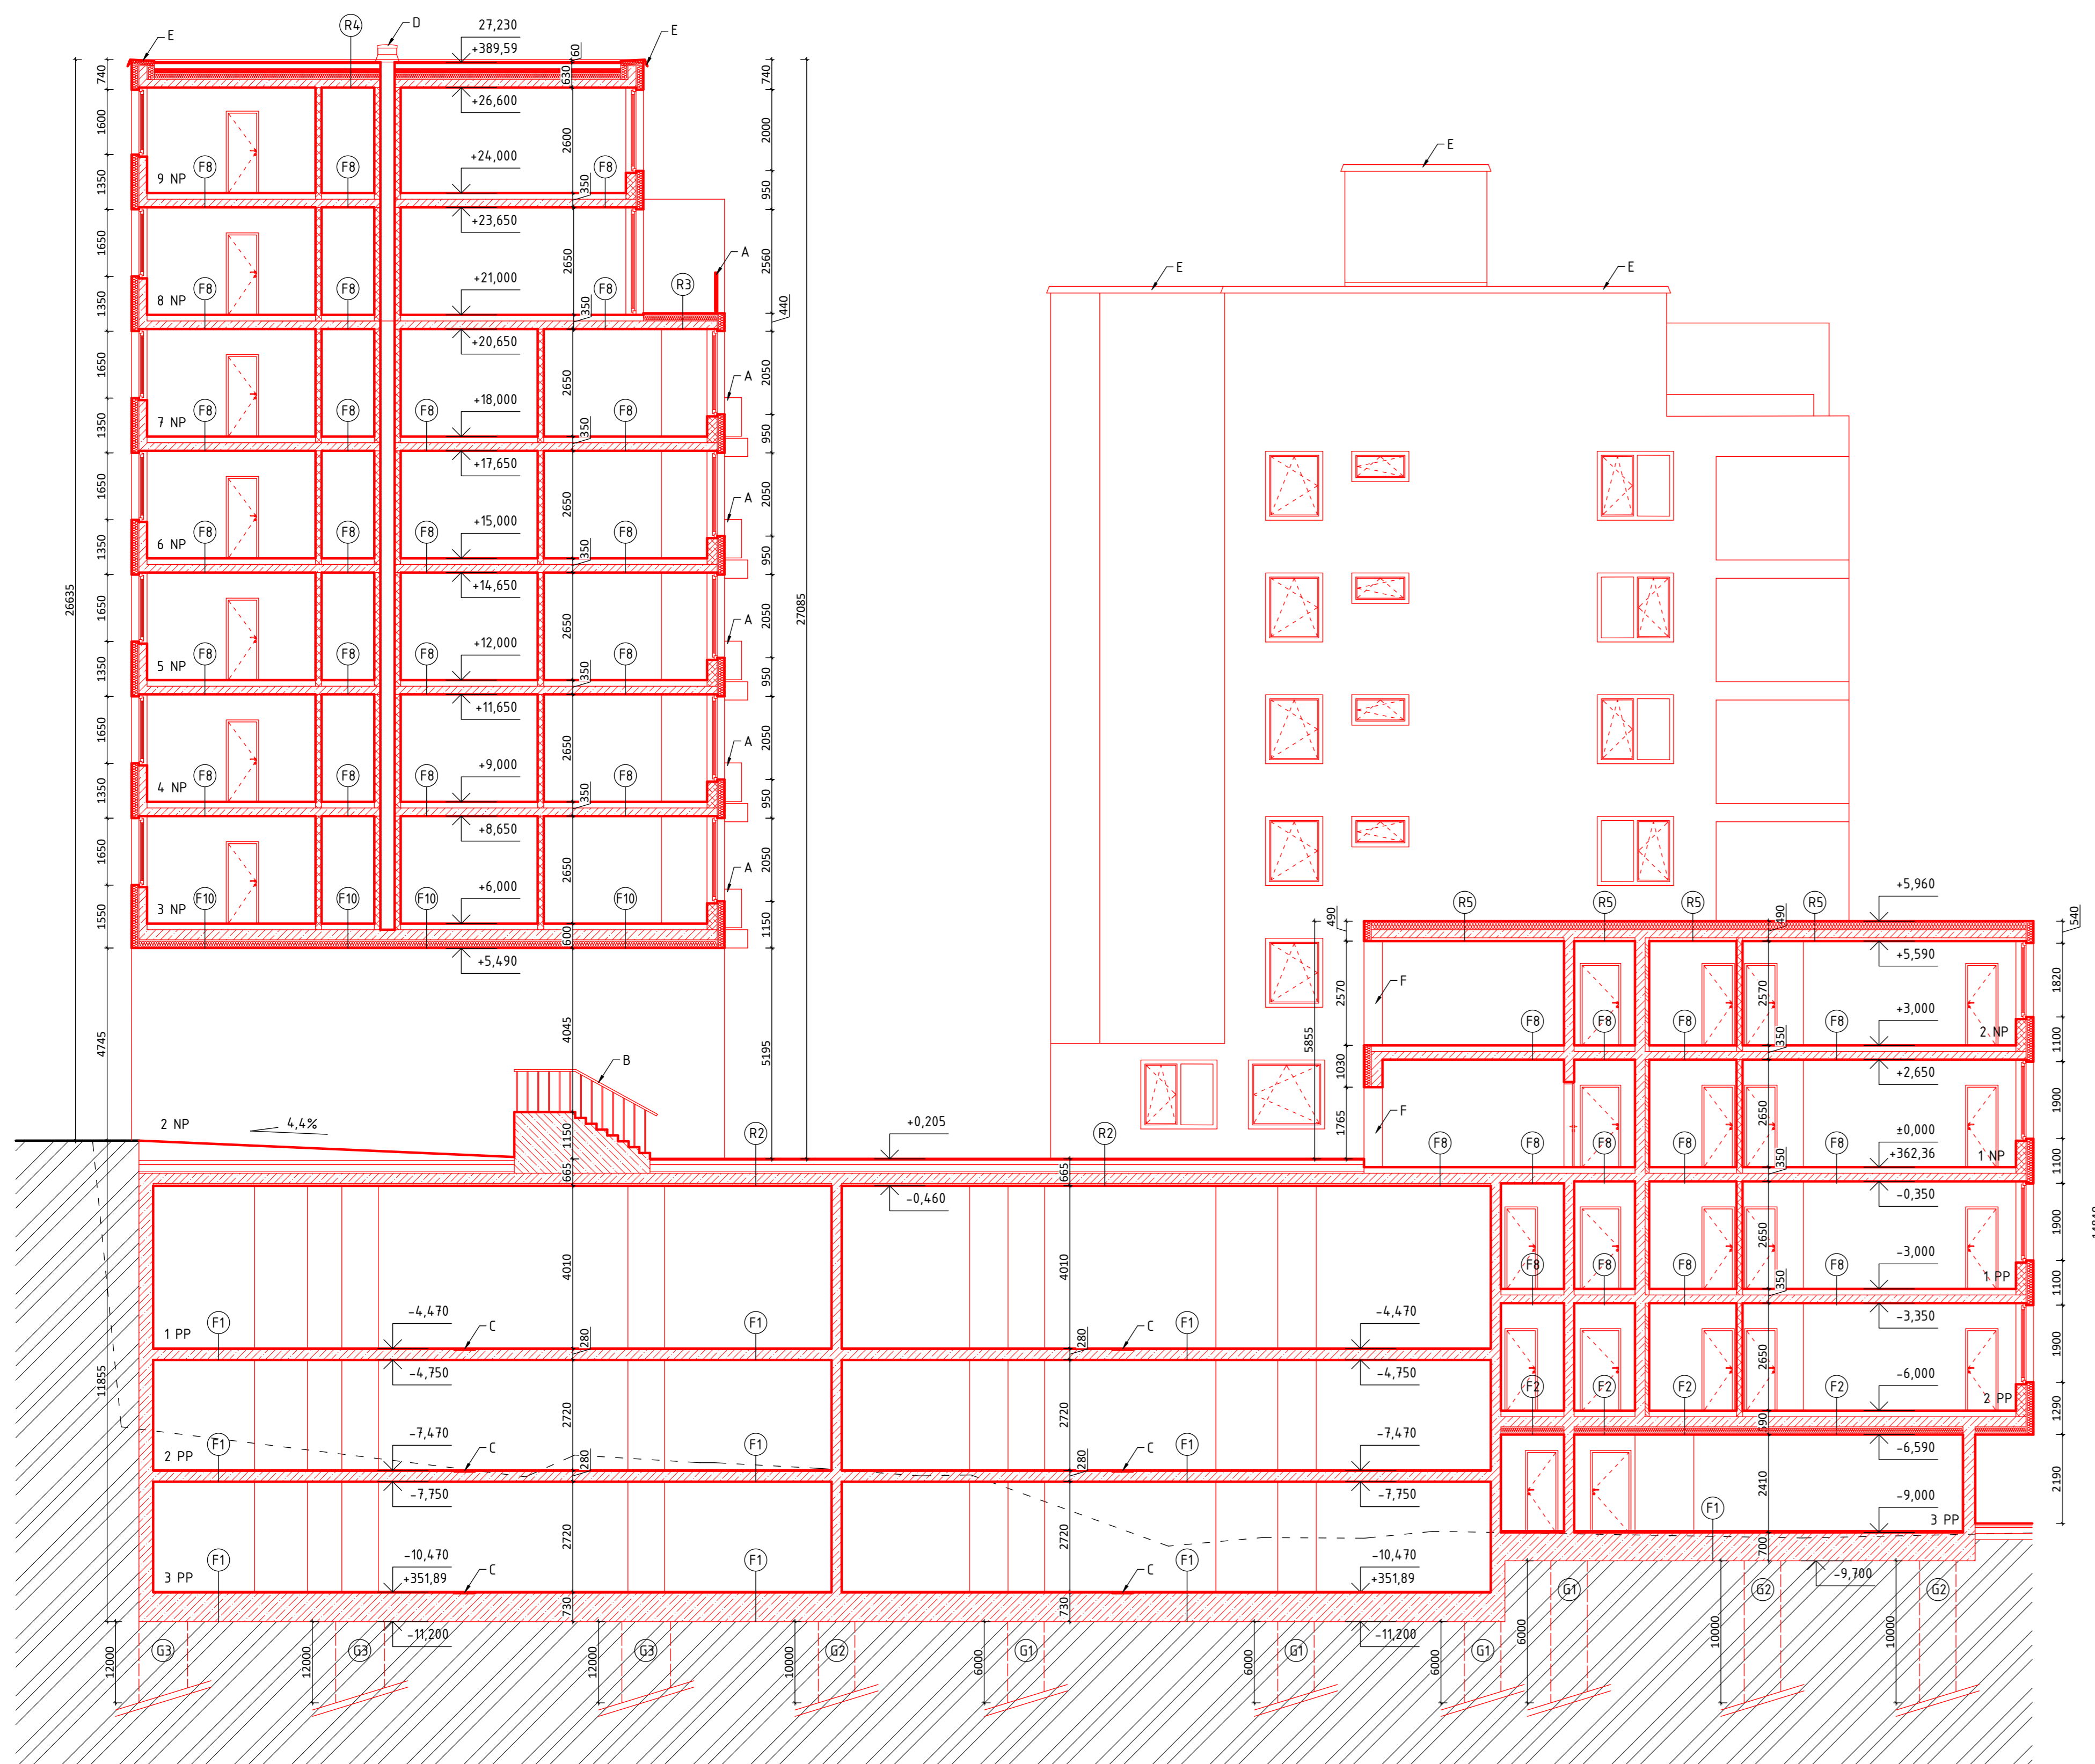 R4
D
E
27,230
+389,59
E
60
740
630
740
+26,600
1600
2600
2000
+24,000
E
F8
F8
F8
9 NP
1350
350
950
+23,650
1650
2650
2560
A
E
E
+21,000
F8
F8
F8
R3
8 NP
1350
350
440
+20,650
1650
2650
2050
A
+18,000
F8
F8
F8
F8
7 NP
1350
350
950
+17,650
1650
2650
2050
A
+15,000
F8
F8
F8
F8
6 NP
1350
350
950
+14,650
26635
1650
2650
2050
27085
A
+12,000
F8
F8
F8
F8
5 NP
1350
350
950
+11,650
1650
2650
2050
A
+9,000
F8
F8
F8
F8
4 NP
1350
350
950
+8,650
1650
2650
2050
A
+6,000
F10
F10
F10
F10
3 NP
1550
600
1150
+5,490
R5
R5
R5
R5
+5,960
490
490
540
+5,590
2570
F
2570
1820
+3,000
4745
4045
5195
5855
F8
F8
F8
F8
2 NP
350
1100
B
1030
+2,650
2650
1900
2 NP
4,4%
1150
R2
+0,205
R2
1765
F
F8
F8
F8
F8
F8
±0,000
+362,36
1 NP
350
1100
665
665
-0,460
-0,350
4010
4010
2650
1900
-3,000
F8
F8
F8
F8
1 PP
350
1100
11855
-4,470
C
F1
F1
1 PP
280
280
C
F1
-4,470
-3,350
-4,750
-4,750
2650
1900
2720
2720
F2
F2
F2
F2
-6,000
2 PP
590
1290
-7,470
C
F1
F1
2 PP
280
280
C
F1
-7,470
-6,590
-7,750
-7,750
2410
2190
2720
2720
F1
-9,000
3 PP
700
-10,470
+351,89
C
F1
F1
3 PP
C
F1
-10,470
+351,89
-9,700
730
730
G1
G2
G2
-11,200
-11,200
6000
10000
10000
G3
G3
G3
G2
G1
G1
G1
12000
12000
12000
10000
6000
6000
6000